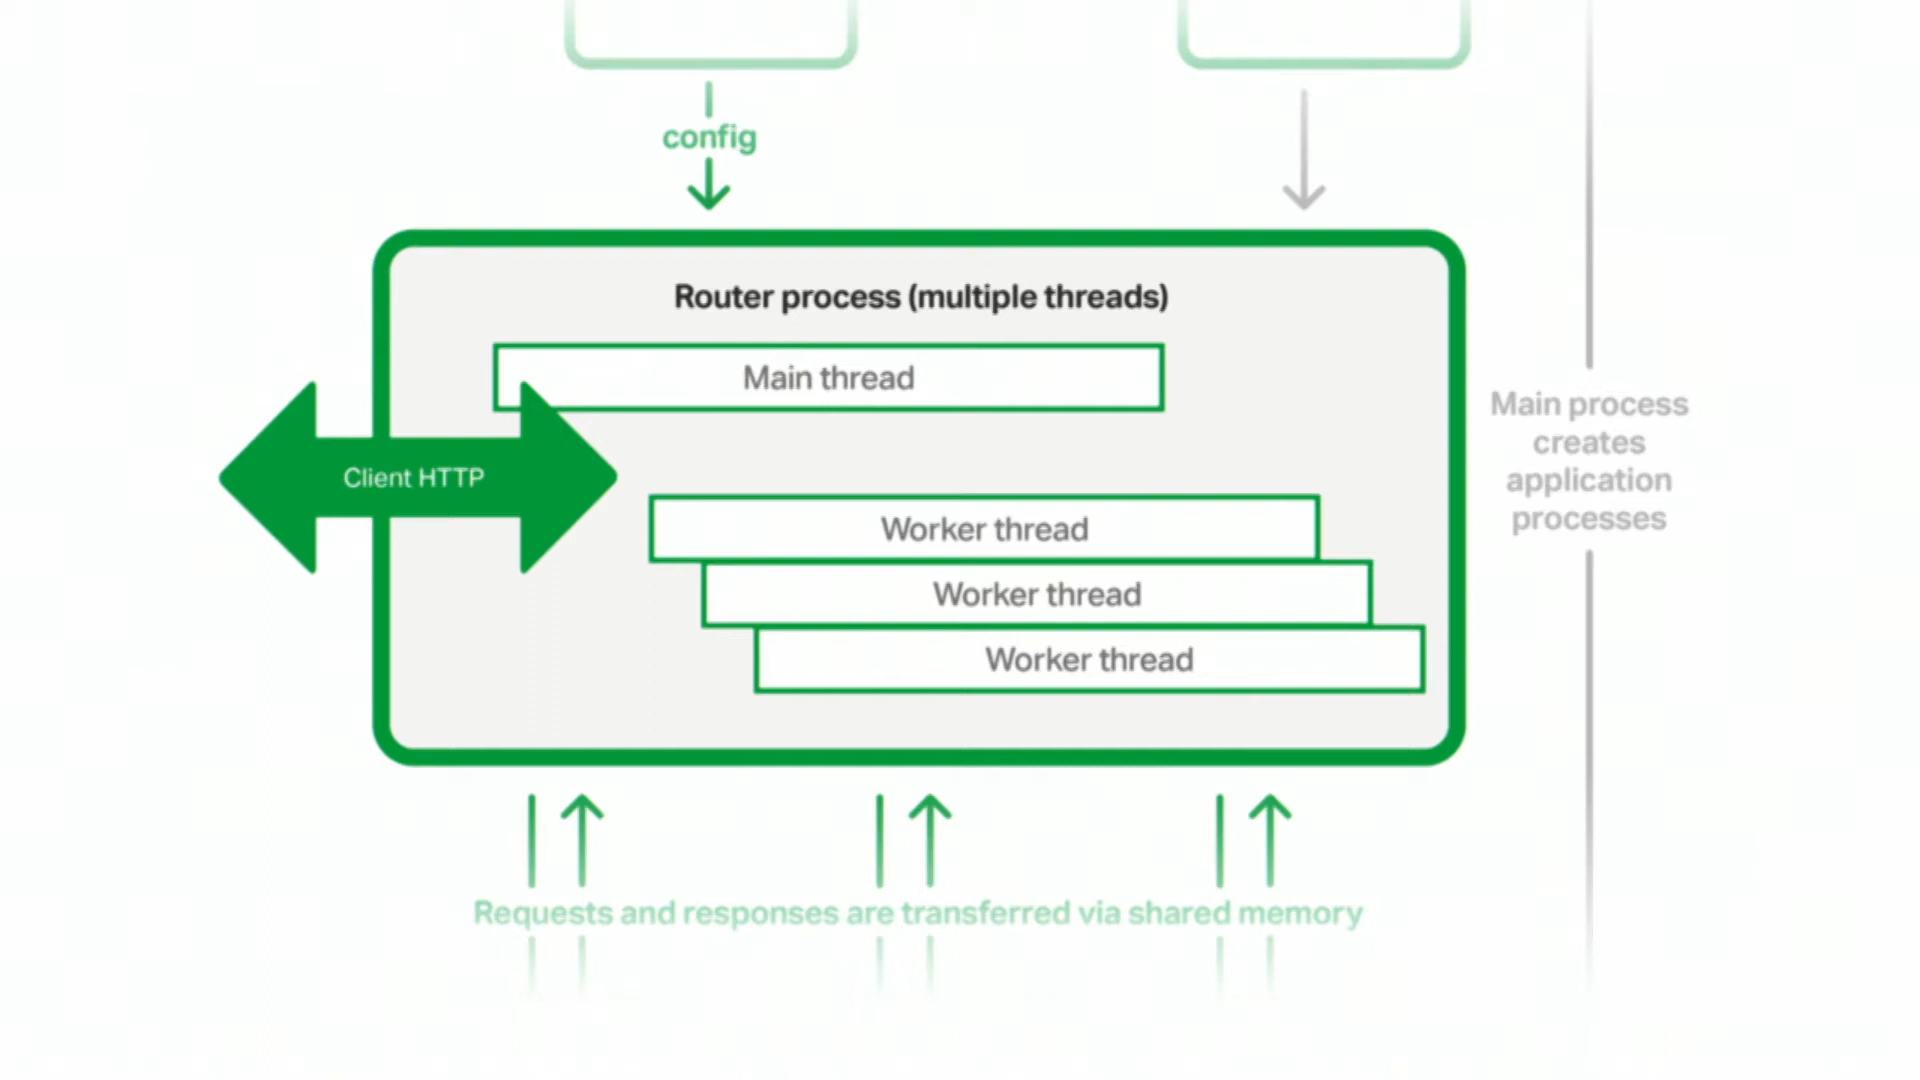 config
Router process (multiple threads)
Main thread
Main process
creates
application
processes
Client HTTP
Worker thread
Worker thread
Worker thread
Requests and responses are transferred via shared memory